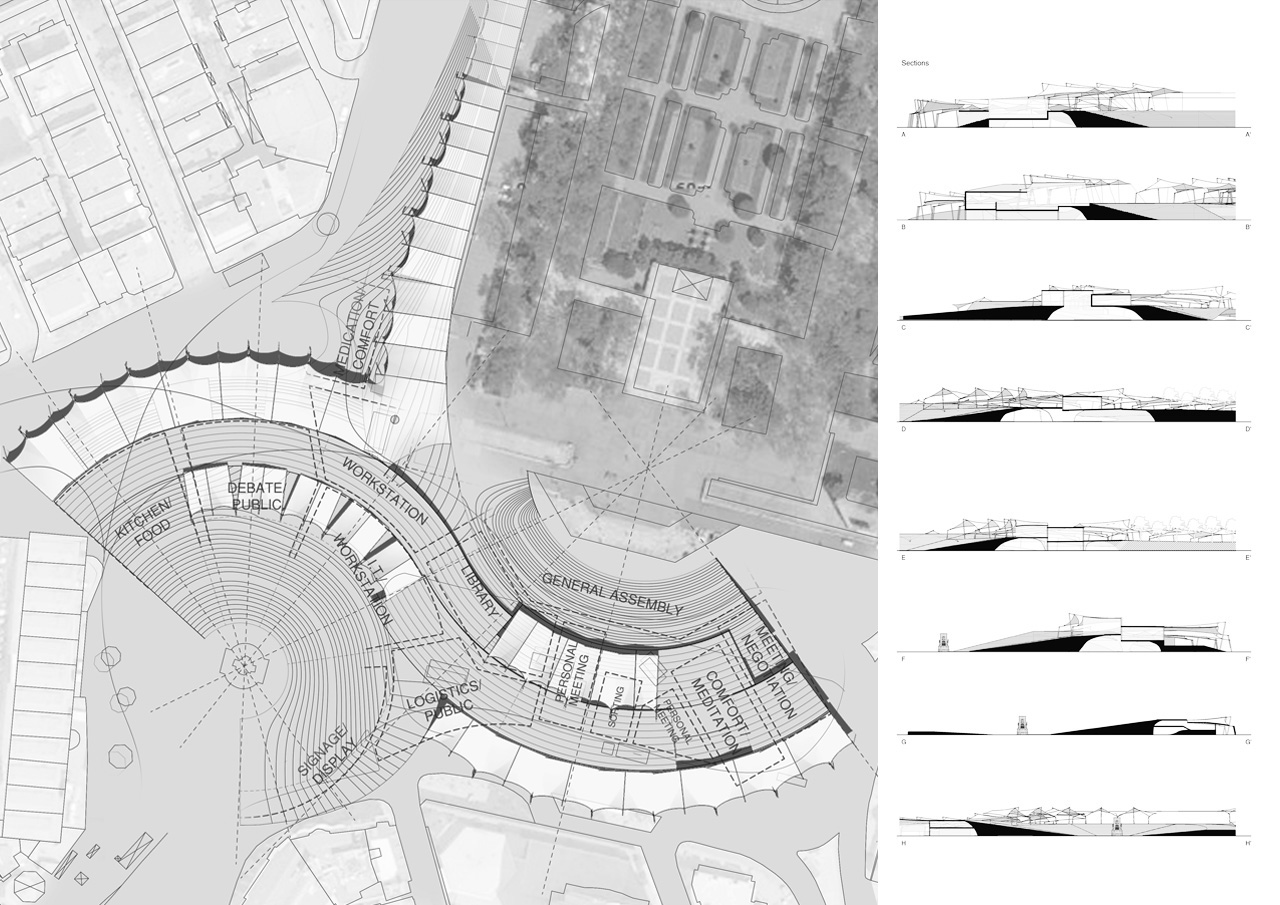 Sections
A A'
B B'
C C'
D D'
E E'
F F'
G G'
H H'
MEDICATION/
COMFORT
WORKSTATION
DEBATE
PUBLIC
KITCHEN/
FOOD
I.T.
WORKSTATION
LIBRARY
GENERAL ASSEMBLY
MEETING
NEGOTIATION
PERSONAL
MEETING
SORTING
PERSONAL
MEETING
COMFORT
MEDITATION
LOGISTICS/
PUBLIC
SIGNAGE/
DISPLAY